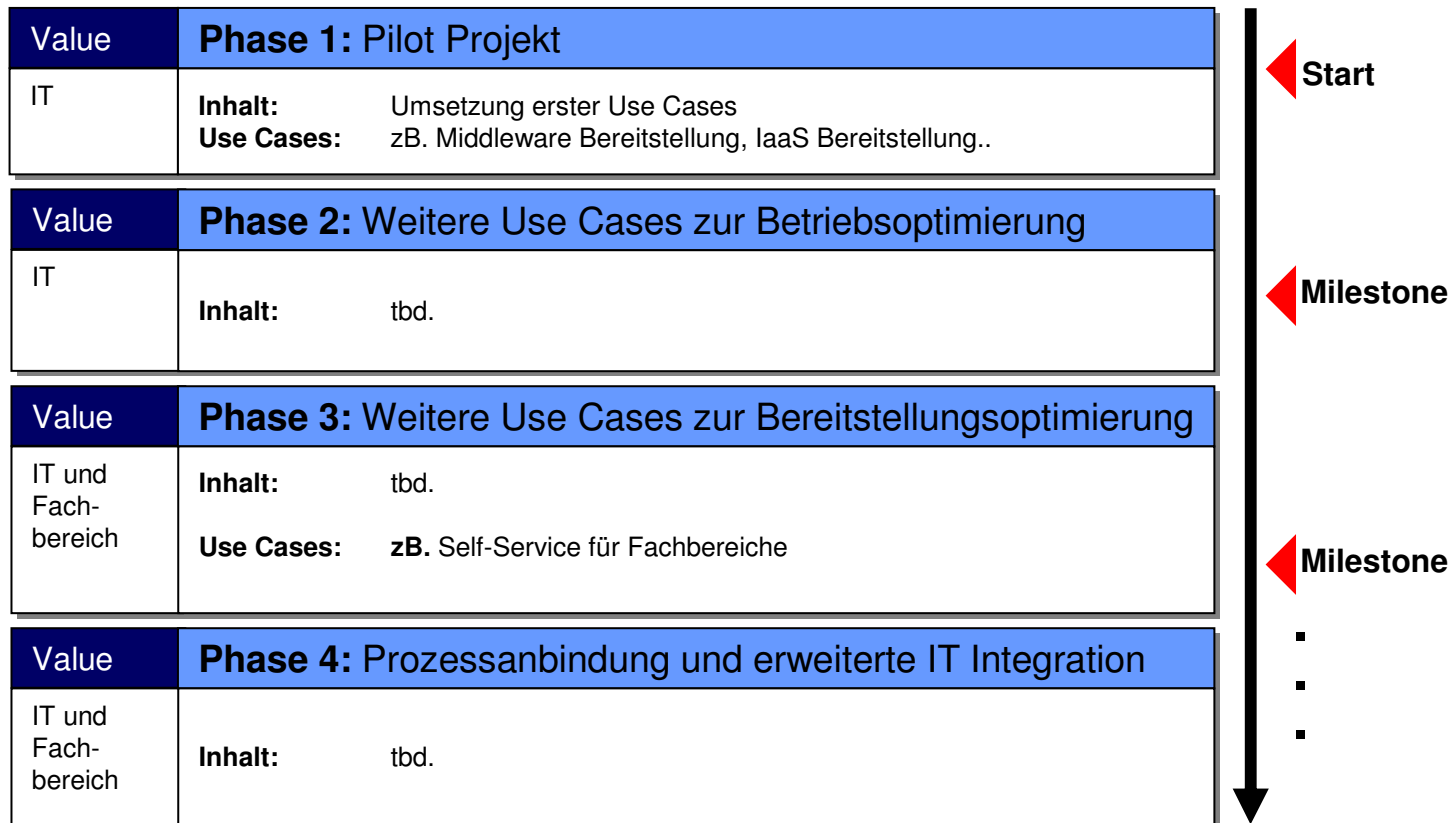 Value Phase 1: Pilot Projekt
Start
IT
Inhalt: Umsetzung erster Use Cases
Use Cases: zB. Middleware Bereitstellung, IaaS Bereitstellung..
Value Phase 2: Weitere Use Cases zur Betriebsoptimierung
IT
Milestone
Inhalt: tbd.
Value Phase 3: Weitere Use Cases zur Bereitstellungsoptimierung
IT und
Fach-
bereich
Inhalt: tbd.
Use Cases: zB. Self-Service für Fachbereiche
Milestone
Value Phase 4: Prozessanbindung und erweiterte IT Integration
IT und
Fach-
bereich
Inhalt: tbd.